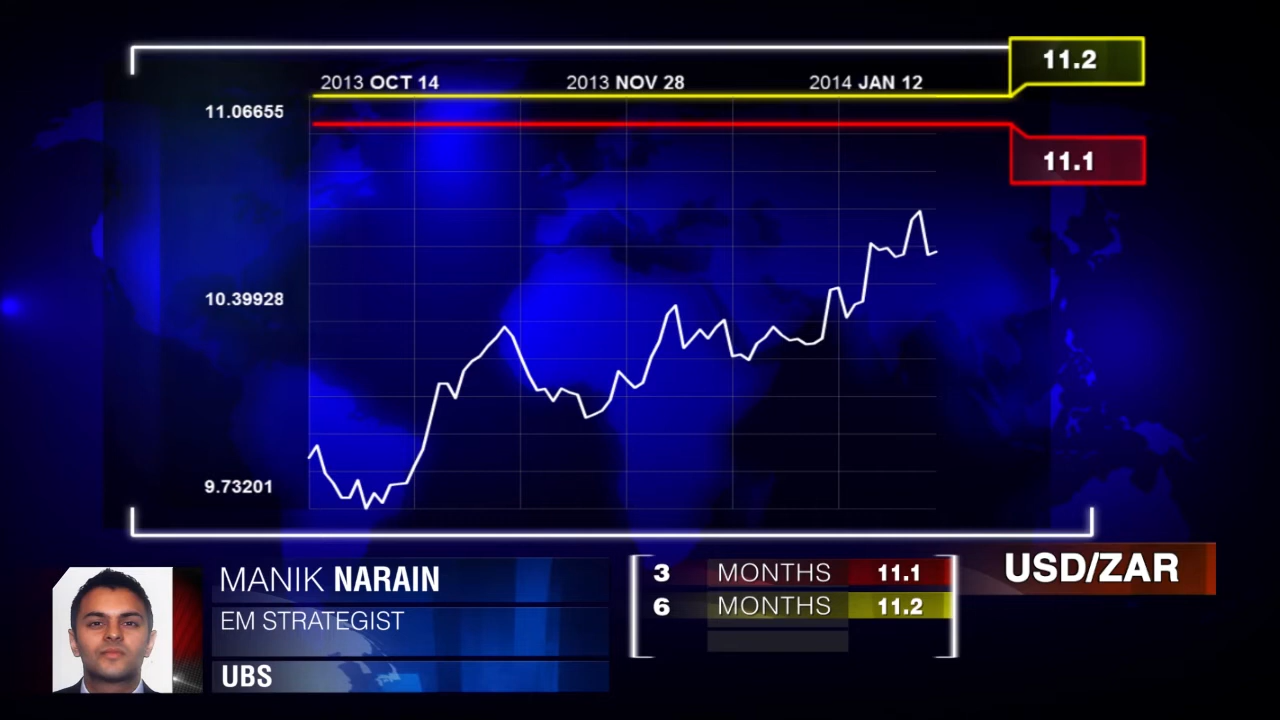 11.2
2013 OCT 14 2013 NOV 28 2014 JAN 12
11.06655
11.1
10.39928
9.73201
MANIK NARAIN
EM STRATEGIST
UBS
3 MONTHS 11.1
6 MONTHS 11.2
USD/ZAR